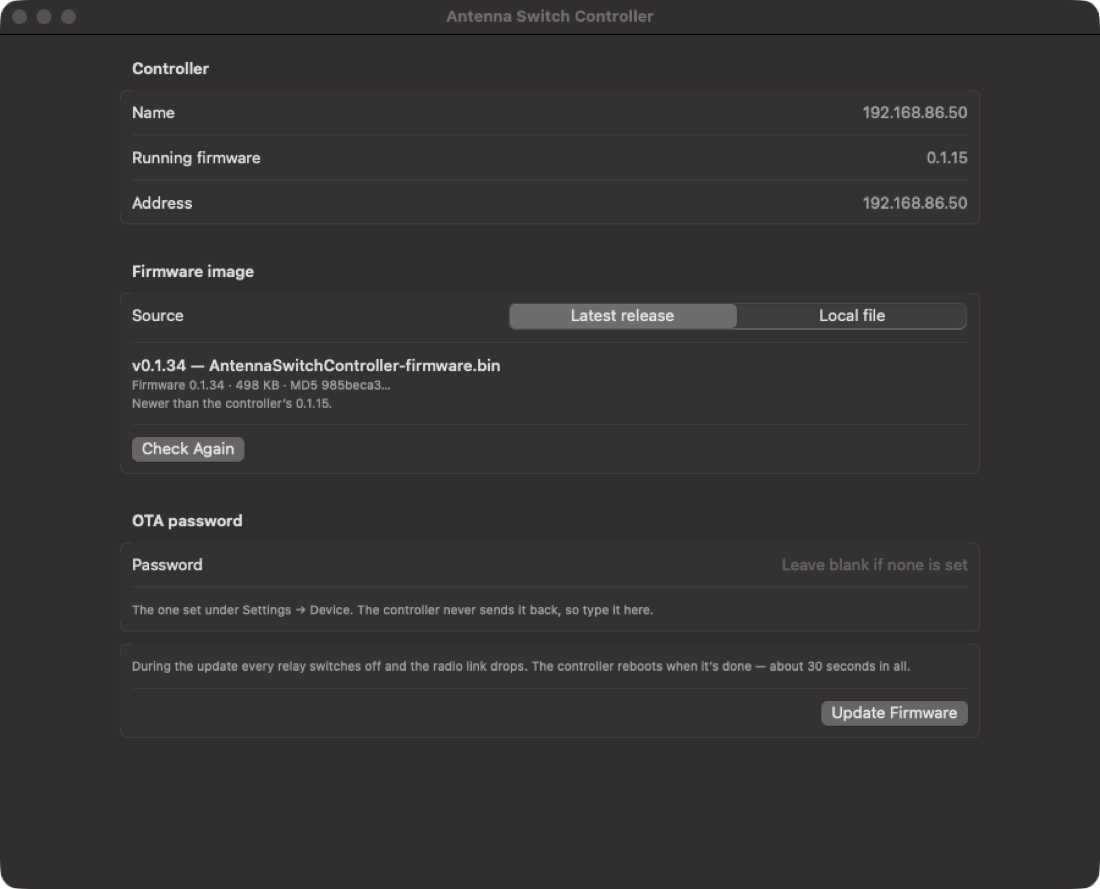 Antenna Switch Controller
Controller
Name 192.168.86.50
Running firmware 0.1.15
Address 192.168.86.50
Firmware image
Source Latest release Local file
v0.1.34 — AntennaSwitchController-firmware.bin
Firmware 0.1.34 · 498 KB · MD5 985beca3…
Newer than the controller's 0.1.15.
Check Again
OTA password
Password Leave blank if none is set
The one set under Settings → Device. The controller never sends it back, so type it here.
During the update every relay switches off and the radio link drops. The controller reboots when it's done — about 30 seconds in all.
Update Firmware